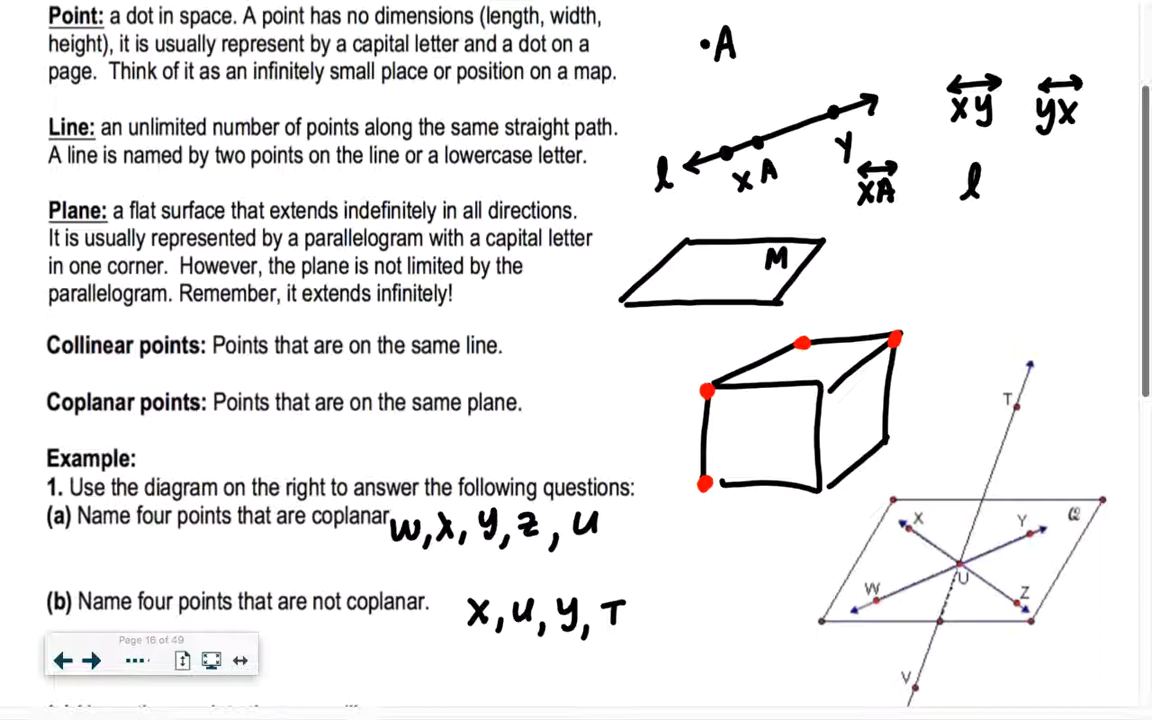 Point: a dot in space. A point has no dimensions (length, width,
height), it is usually represent by a capital letter and a dot on a
page. Think of it as an infinitely small place or position on a map.
A
Line: an unlimited number of points along the same straight path.
A line is named by two points on the line or a lowercase letter.
l
x A
y
xy yx
xA l
Plane: a flat surface that extends indefinitely in all directions.
It is usually represented by a parallelogram with a capital letter
in one corner. However, the plane is not limited by the
parallelogram. Remember, it extends infinitely!
M
Collinear points: Points that are on the same line.
Coplanar points: Points that are on the same plane.
Example:
1. Use the diagram on the right to answer the following questions:
(a) Name four points that are coplanar. W, X, Y, Z, U
(b) Name four points that are not coplanar. X, U, Y, T
T
X
Y
Q
U
W
Z
V
Page 16 of 49